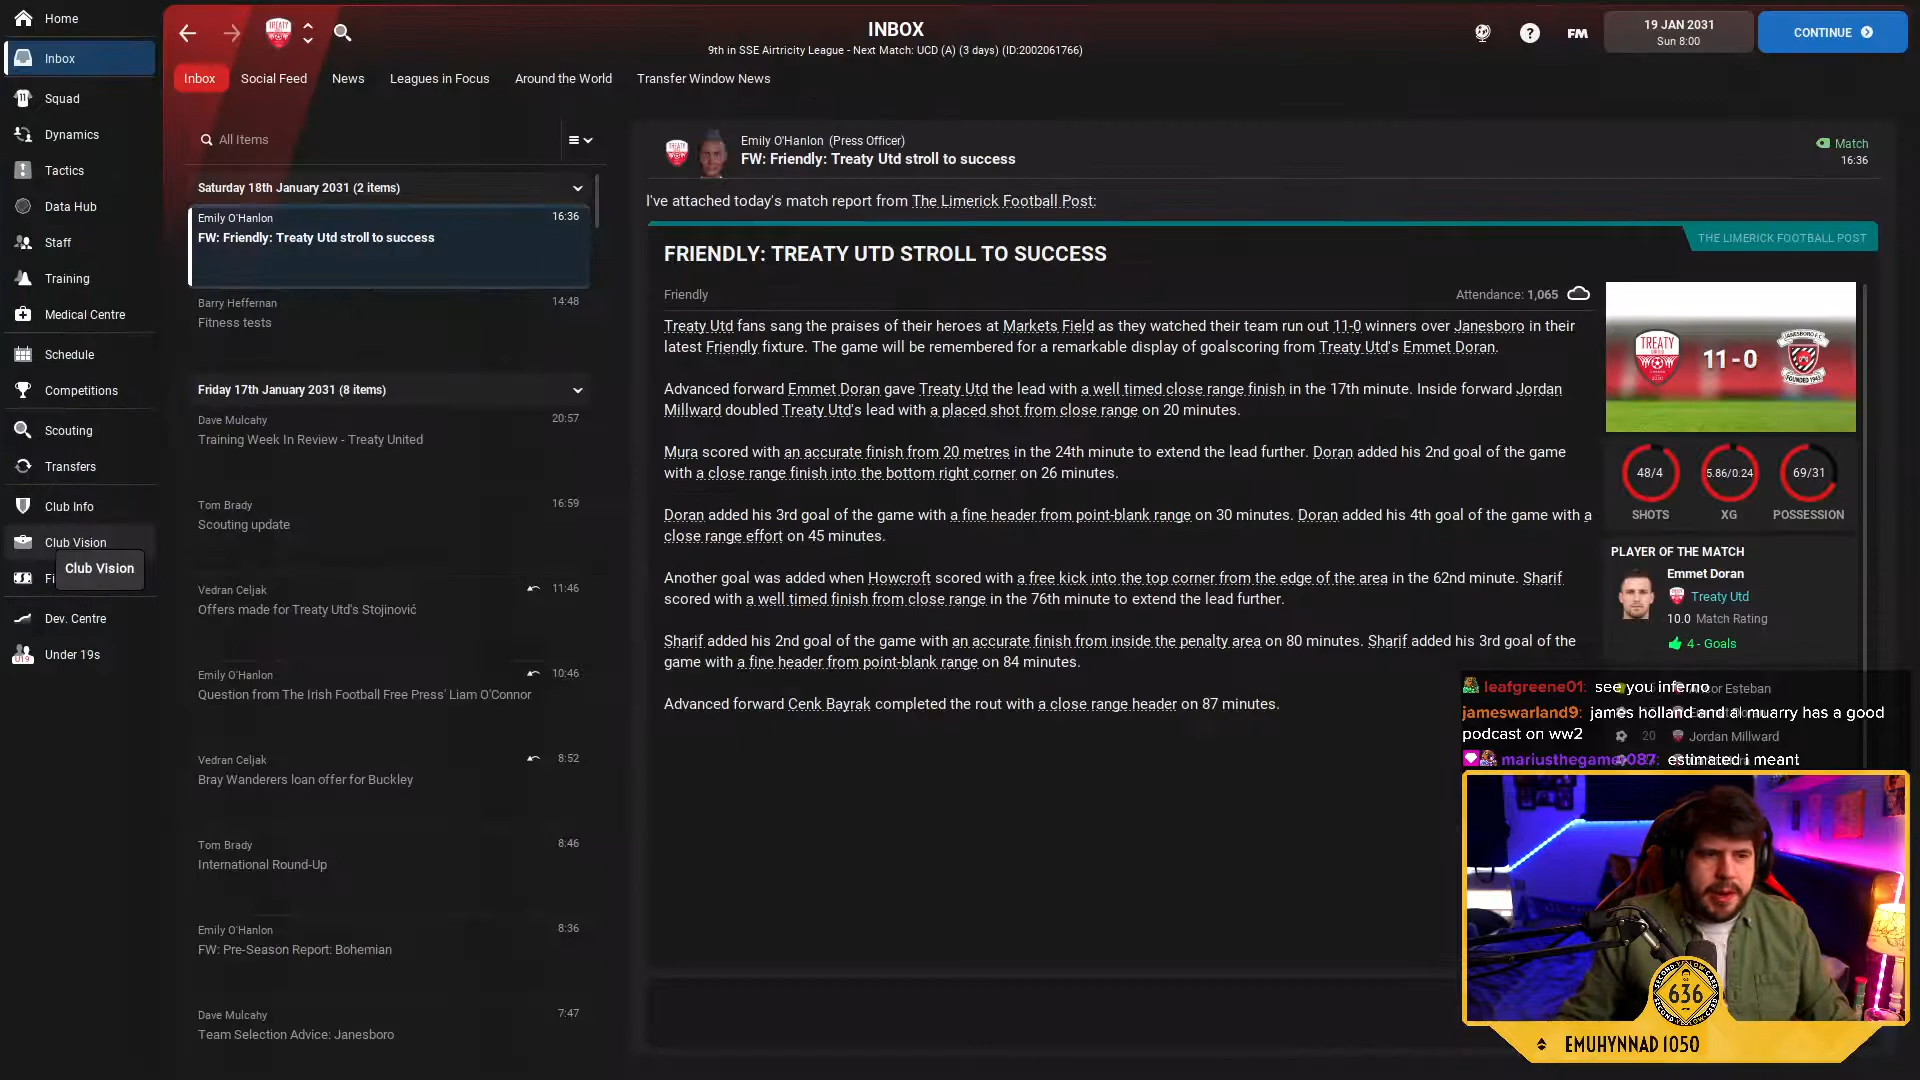 Home
Inbox
Squad
Dynamics
Tactics
Data Hub
Staff
Training
Medical Centre
Schedule
Competitions
Scouting
Transfers
Club Info
Club Vision
Club Vision
Fi
Dev. Centre
Under 19s
INBOX
9th in SSE Airtricity League - Next Match: UCD (A) (3 days) (ID:2002061766)
FM
19 JAN 2031
Sun 8:00
CONTINUE
Inbox Social Feed News Leagues in Focus Around the World Transfer Window News
All Items
Saturday 18th January 2031 (2 items)
Emily O'Hanlon 16:36
FW: Friendly: Treaty Utd stroll to success
Barry Heffernan 14:48
Fitness tests
Friday 17th January 2031 (8 items)
Dave Mulcahy 20:57
Training Week In Review - Treaty United
Tom Brady 16:59
Scouting update
Vedran Celjak 11:46
Offers made for Treaty Utd's Stojinović
Emily O'Hanlon 10:46
Question from The Irish Football Free Press' Liam O'Connor
Vedran Celjak 8:52
Bray Wanderers loan offer for Buckley
Tom Brady 8:46
International Round-Up
Emily O'Hanlon 8:36
FW: Pre-Season Report: Bohemian
Dave Mulcahy 7:47
Team Selection Advice: Janesboro
Emily O'Hanlon (Press Officer)
FW: Friendly: Treaty Utd stroll to success
Match
16:36
I've attached today's match report from The Limerick Football Post:
THE LIMERICK FOOTBALL POST
FRIENDLY: TREATY UTD STROLL TO SUCCESS
Friendly Attendance: 1,065
Treaty Utd fans sang the praises of their heroes at Markets Field as they watched their team run out 11-0 winners over Janesboro in their
latest Friendly fixture. The game will be remembered for a remarkable display of goalscoring from Treaty Utd's Emmet Doran.
Advanced forward Emmet Doran gave Treaty Utd the lead with a well timed close range finish in the 17th minute. Inside forward Jordan
Millward doubled Treaty Utd's lead with a placed shot from close range on 20 minutes.
Mura scored with an accurate finish from 20 metres in the 24th minute to extend the lead further. Doran added his 2nd goal of the game
with a close range finish into the bottom right corner on 26 minutes.
Doran added his 3rd goal of the game with a fine header from point-blank range on 30 minutes. Doran added his 4th goal of the game with a
close range effort on 45 minutes.
Another goal was added when Howcroft scored with a free kick into the top corner from the edge of the area in the 62nd minute. Sharif
scored with a well timed finish from close range in the 76th minute to extend the lead further.
Sharif added his 2nd goal of the game with an accurate finish from inside the penalty area on 80 minutes. Sharif added his 3rd goal of the
game with a fine header from point-blank range on 84 minutes.
Advanced forward Cenk Bayrak completed the rout with a close range header on 87 minutes.
TREATY
11-0
JANESBORO F.C.
48/4 5.86/0.24 69/31
SHOTS XG POSSESSION
PLAYER OF THE MATCH
Emmet Doran
Treaty Utd
10.0 Match Rating
4 - Goals
leafgreene01: see you inferno
Esteban
jameswarland9: james holland and al muarry has a good
podcast on ww2
20 Jordan Millward
estimated i meant
SECOND YELLOW CARD
636
EMUHYNNAD 1050